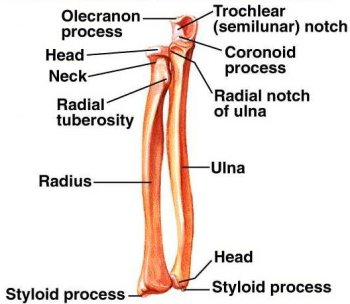 Olecranon
process
Trochlear
(semilunar) notch
Head
Neck
Coronoid
process
Radial
tuberosity
Radial notch
of ulna
Radius
Ulna
Head
Styloid process
Styloid process